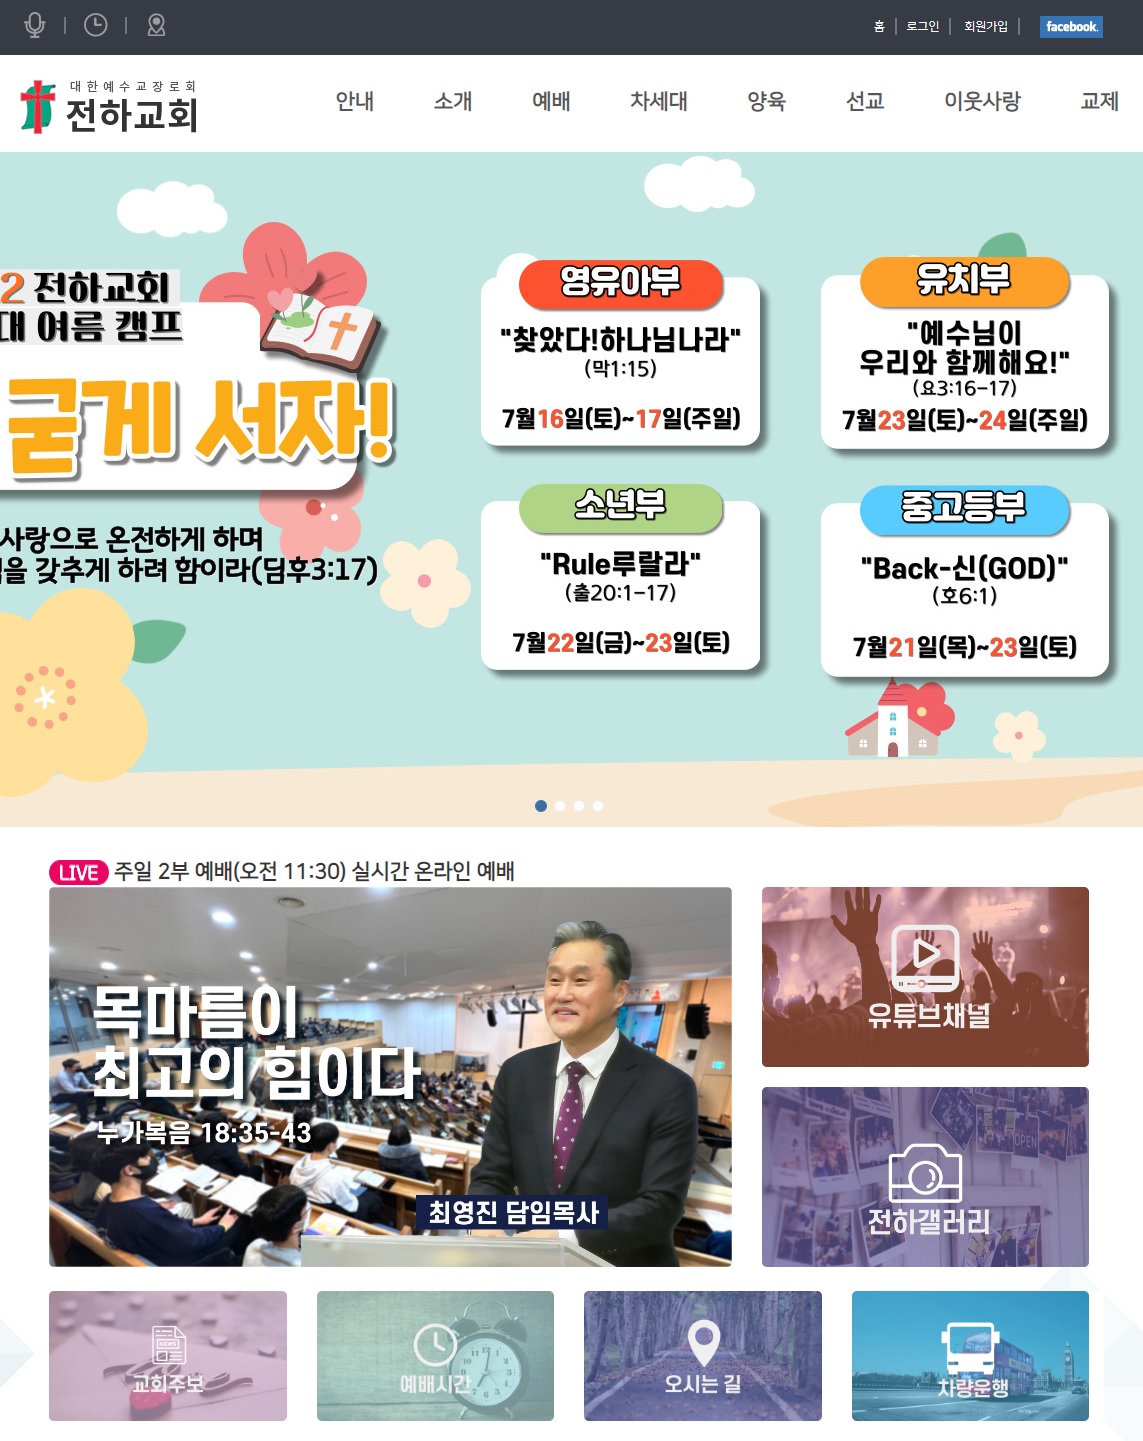 홈
로그인
회원가입
facebook.
대한예수교장로회
전하교회
안내
소개
예배
차세대
양육
선교
이웃사랑
교제
2 전하교회
대 여름 캠프
굳게 서자!
사랑으로 온전하게 하며
을 갖추게 하려 함이라(딤후3:17)
영유아부
"찾았다!하나님나라"
(막1:15)
7월16일(토)~17일(주일)
유치부
"예수님이
우리와 함께해요!"
(요3:16-17)
7월23일(토)~24일(주일)
소년부
"Rule루랄라"
(출20:1-17)
7월22일(금)~23일(토)
중고등부
"Back-신(GOD)"
(호6:1)
7월21일(목)~23일(토)
LIVE 주일 2부 예배(오전 11:30) 실시간 온라인 예배
목마름이
최고의 힘이다
누가복음 18:35-43
최영진 담임목사
유튜브채널
OPEN
전하갤러리
NEWS
교회주보
예배시간
오시는 길
차량운행